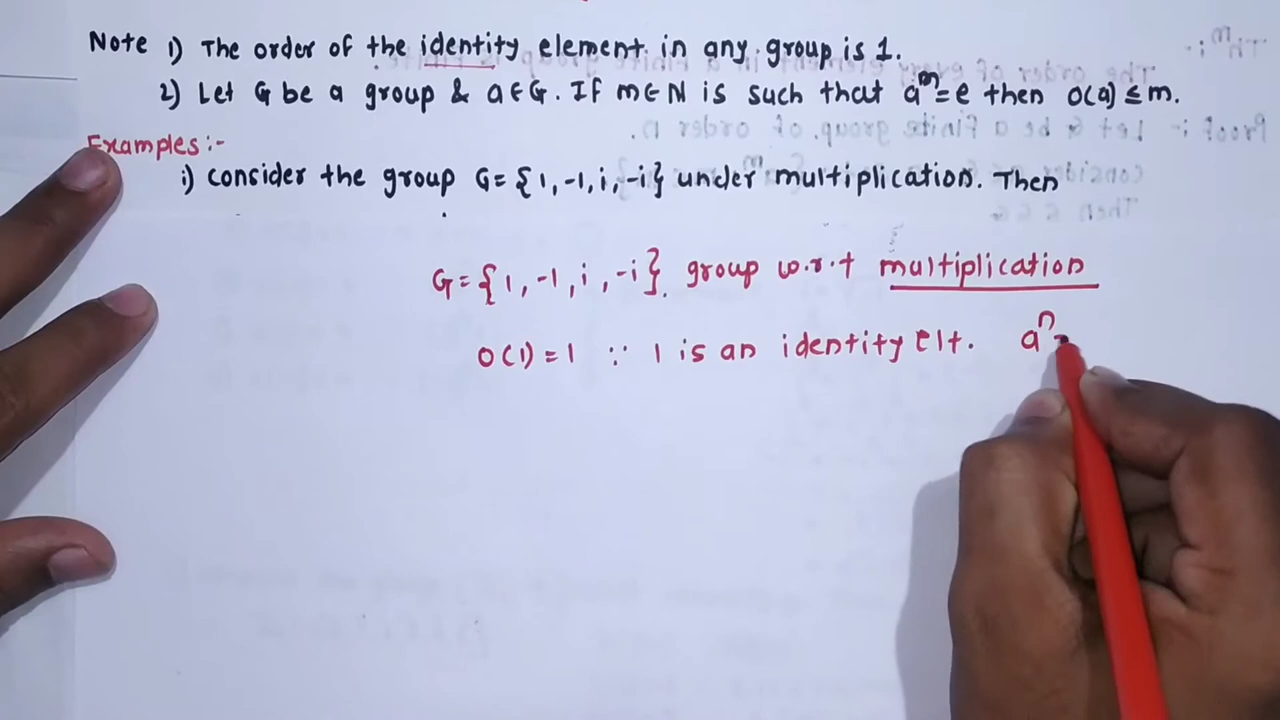 Note 1) The order of the identity element in any group is 1.
2) Let G be a group & a∈G. If m∈N is such that a^m=e then o(a)≤m.
Examples:-
i) consider the group G={1,-1,i,-i} under multiplication. Then
G={1,-1,i,-i} group w.r.t multiplication
O(1)=1 ∵ 1 is an identity elt. a^n=